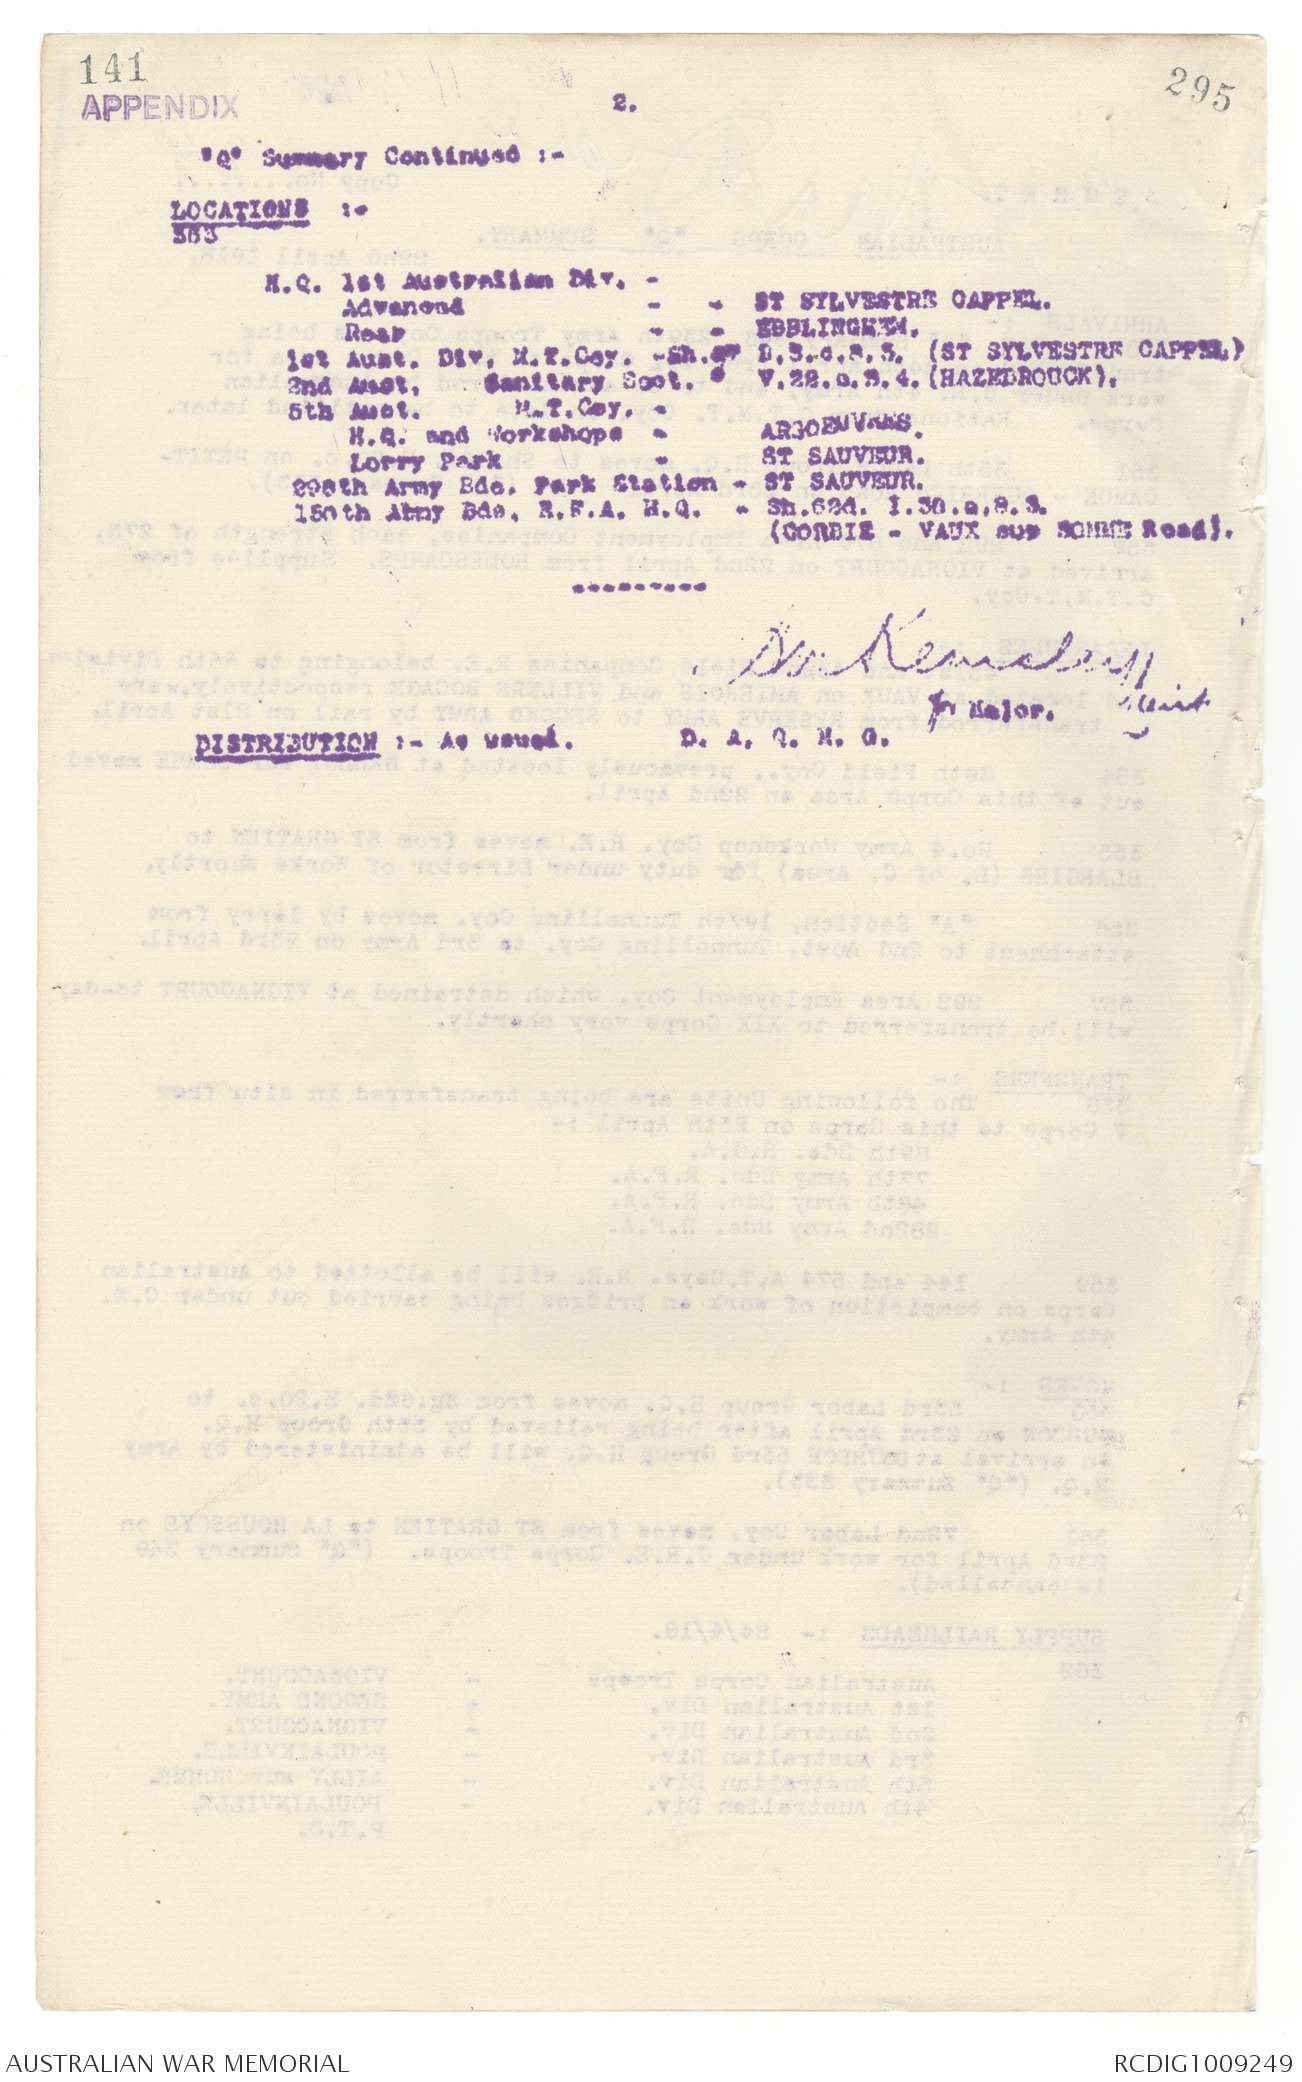 141
APPENDIX
295
2.
"Q" Summary Continued :-
LOCATIONS :-
363
H.Q. 1st Australian Div. -
Advanced - - ST SYLVESTRE CAPPEL.
Rear - - EBBLINGHEM.
1st Aust. Div. M.T.Coy. -Sh.27 D.3.c.8.3. (ST SYLVESTRE CAPPEL)
2nd Aust. Sanitary Sect. " V.22.c.3.4.(HAZEBROUCK).
5th Aust. M.T.Coy. -
H.Q. and Workshops - ARGOEUVRES.
Lorry Park - ST SAUVEUR.
298th Army Bde. Park Station - ST SAUVEUR.
150th Army Bde. R.F.A. H.Q. - Sh.62d. I.30.a.8.3.
(CORBIE - VAUX sur SOMME Road).
---------
for Major.
DISTRIBUTION :- As usual. D. A. Q. M. G.
AUSTRALIAN WAR MEMORIAL
RCDIG1009249